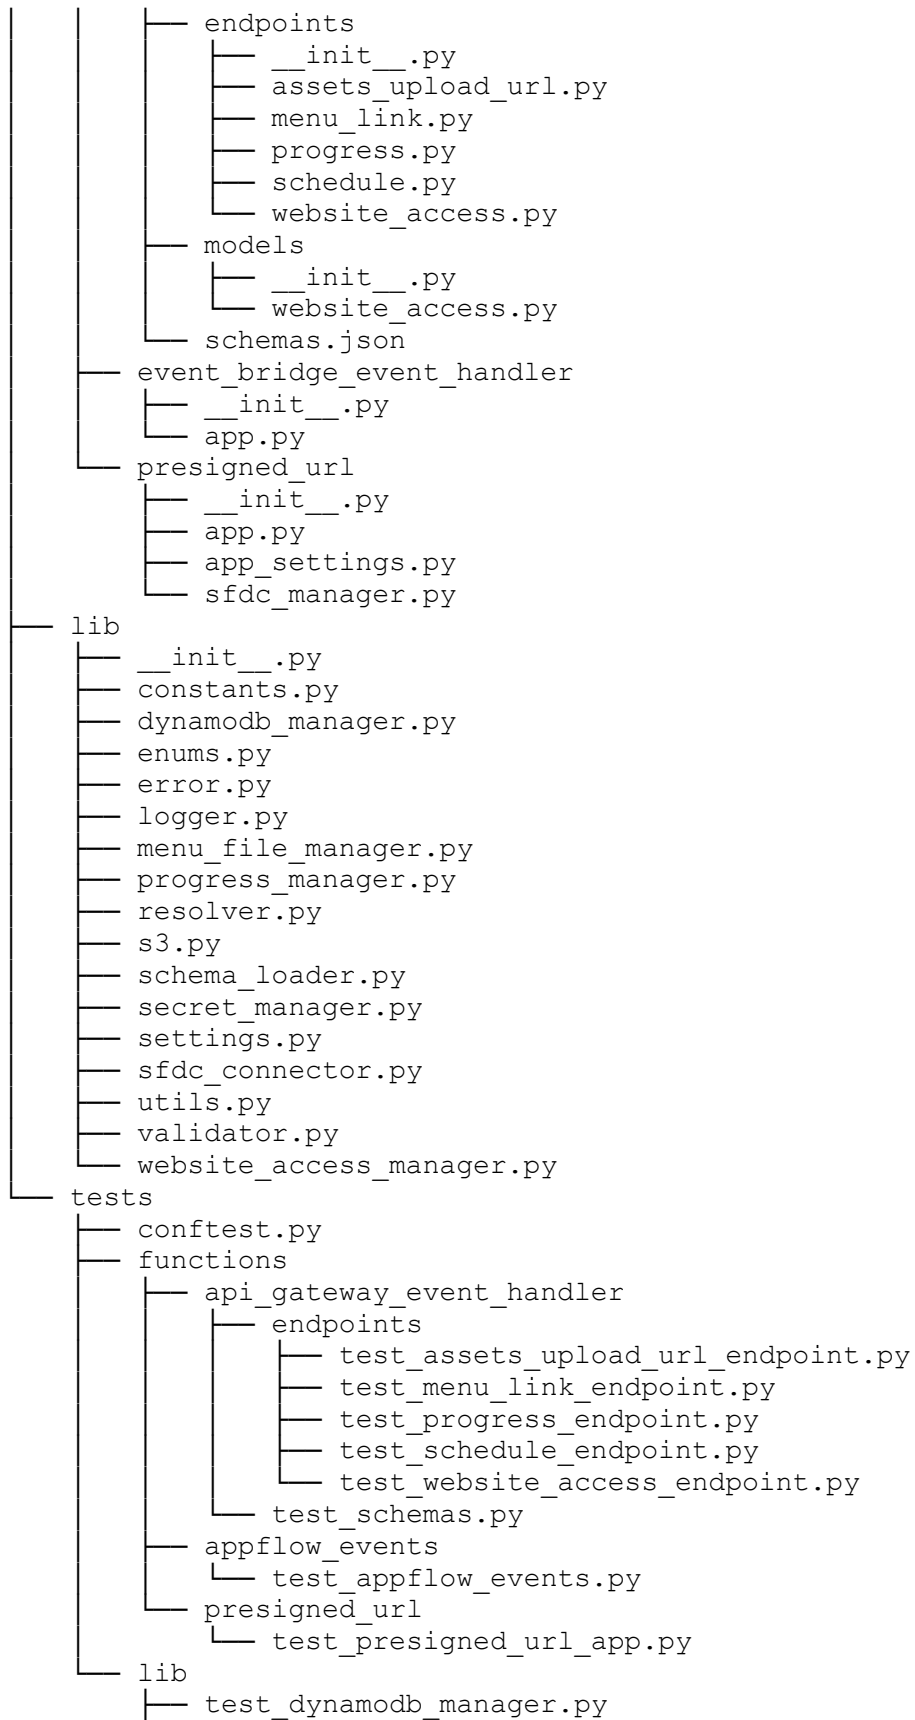 │   │   ├── endpoints
│   │   │   ├── __init__.py
│   │   │   ├── assets_upload_url.py
│   │   │   ├── menu_link.py
│   │   │   ├── progress.py
│   │   │   ├── schedule.py
│   │   │   └── website_access.py
│   │   ├── models
│   │   │   ├── __init__.py
│   │   │   └── website_access.py
│   │   └── schemas.json
│   ├── event_bridge_event_handler
│   │   ├── __init__.py
│   │   └── app.py
│   └── presigned_url
│       ├── __init__.py
│       ├── app.py
│       ├── app_settings.py
│       └── sfdc_manager.py
├── lib
│   ├── __init__.py
│   ├── constants.py
│   ├── dynamodb_manager.py
│   ├── enums.py
│   ├── error.py
│   ├── logger.py
│   ├── menu_file_manager.py
│   ├── progress_manager.py
│   ├── resolver.py
│   ├── s3.py
│   ├── schema_loader.py
│   ├── secret_manager.py
│   ├── settings.py
│   ├── sfdc_connector.py
│   ├── utils.py
│   ├── validator.py
│   └── website_access_manager.py
└── tests
    ├── conftest.py
    ├── functions
    │   ├── api_gateway_event_handler
    │   │   ├── endpoints
    │   │   │   ├── test_assets_upload_url_endpoint.py
    │   │   │   ├── test_menu_link_endpoint.py
    │   │   │   ├── test_progress_endpoint.py
    │   │   │   ├── test_schedule_endpoint.py
    │   │   │   └── test_website_access_endpoint.py
    │   │   └── test_schemas.py
    │   ├── appflow_events
    │   │   └── test_appflow_events.py
    │   └── presigned_url
    │       └── test_presigned_url_app.py
    └── lib
        ├── test_dynamodb_manager.py